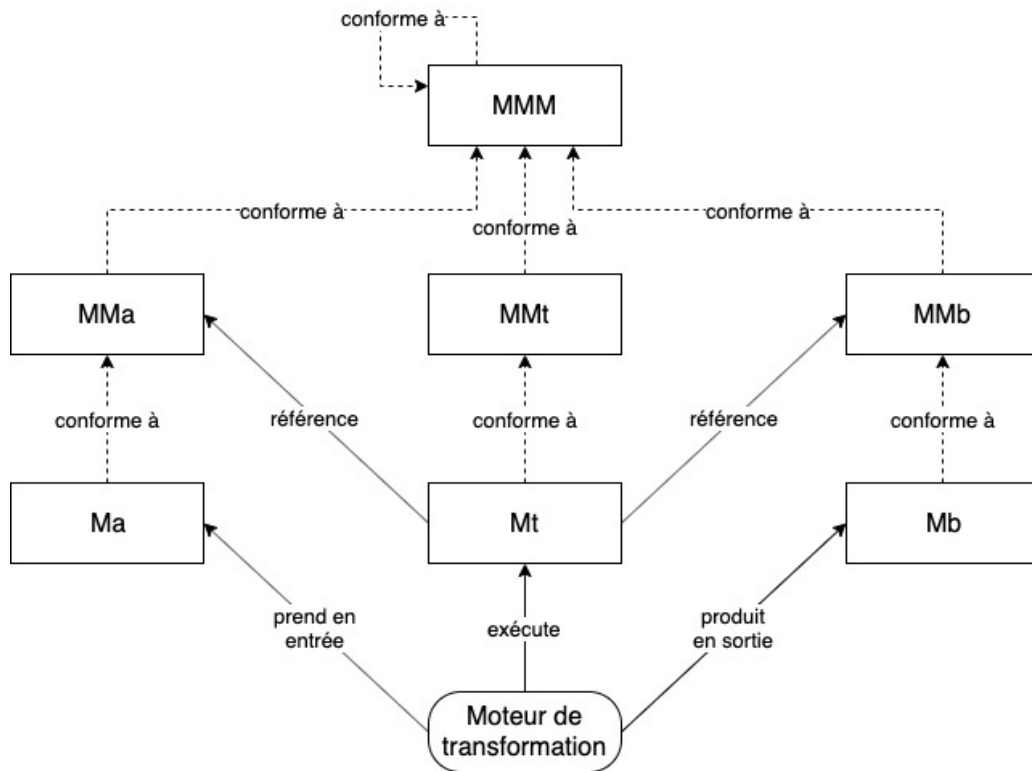 conforme à
MMM
conforme à
conforme à
conforme à
MMa
MMt
MMb
conforme à
référence
conforme à
référence
conforme à
Ma
Mt
Mb
prend en
entrée
exécute
produit
en sortie
Moteur de
transformation